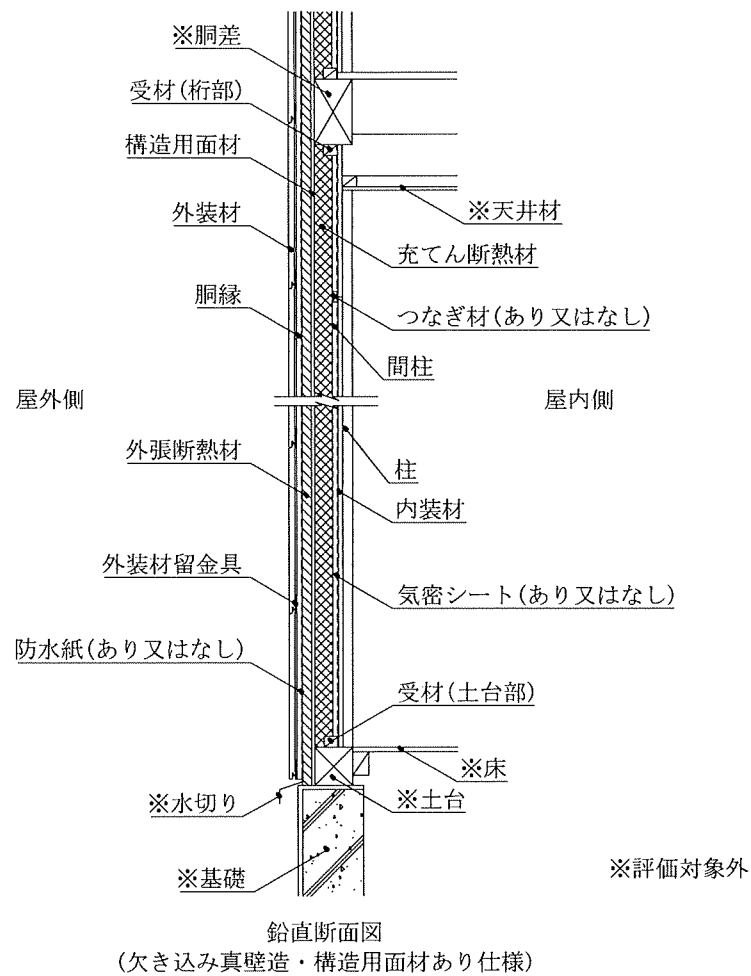 ※胴差
受材(桁部)
構造用面材
外装材
※天井材
充てん断熱材
胴縁
つなぎ材(あり又はなし)
間柱
屋外側
屋内側
外張断熱材
柱
内装材
外装材留金具
気密シート(あり又はなし)
防水紙(あり又はなし)
受材(土台部)
※床
※水切り
※土台
※基礎
※評価対象外
鉛直断面図
(欠き込み真壁造・構造用面材あり仕様)